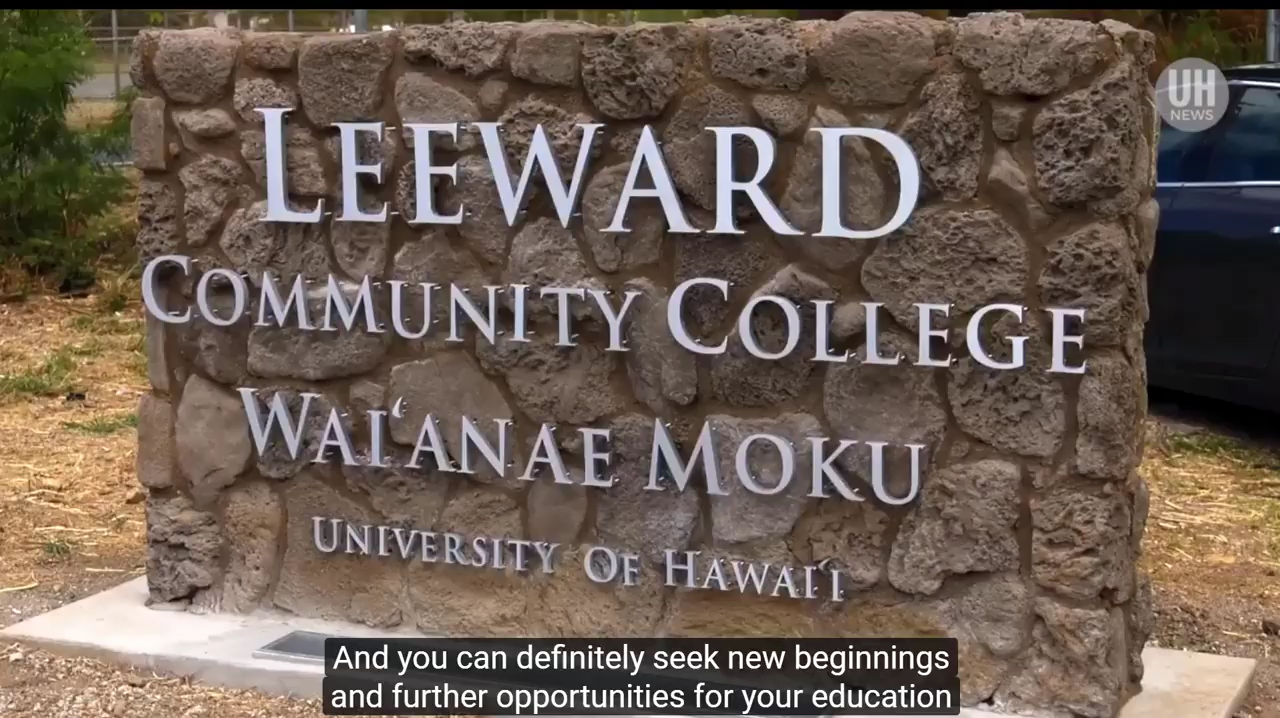 UH
NEWS
LEEWARD
COMMUNITY COLLEGE
WAIʻANAE MOKU
UNIVERSITY OF HAWAIʻI
And you can definitely seek new beginnings
and further opportunities for your education